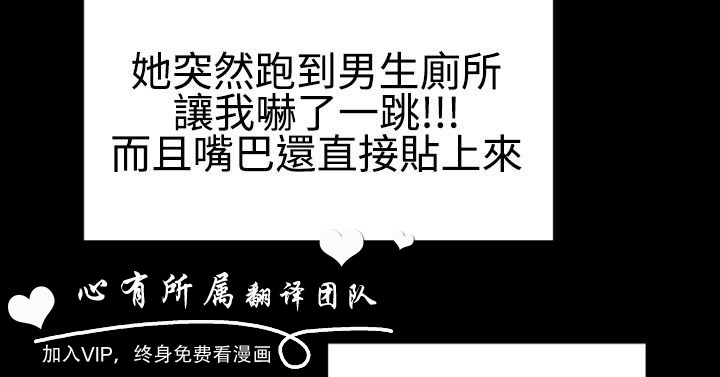 她突然跑到男生廁所
讓我嚇了一跳!!!
而且嘴巴還直接貼上來
心有所属翻译团队
加入VIP，终身免费看漫画